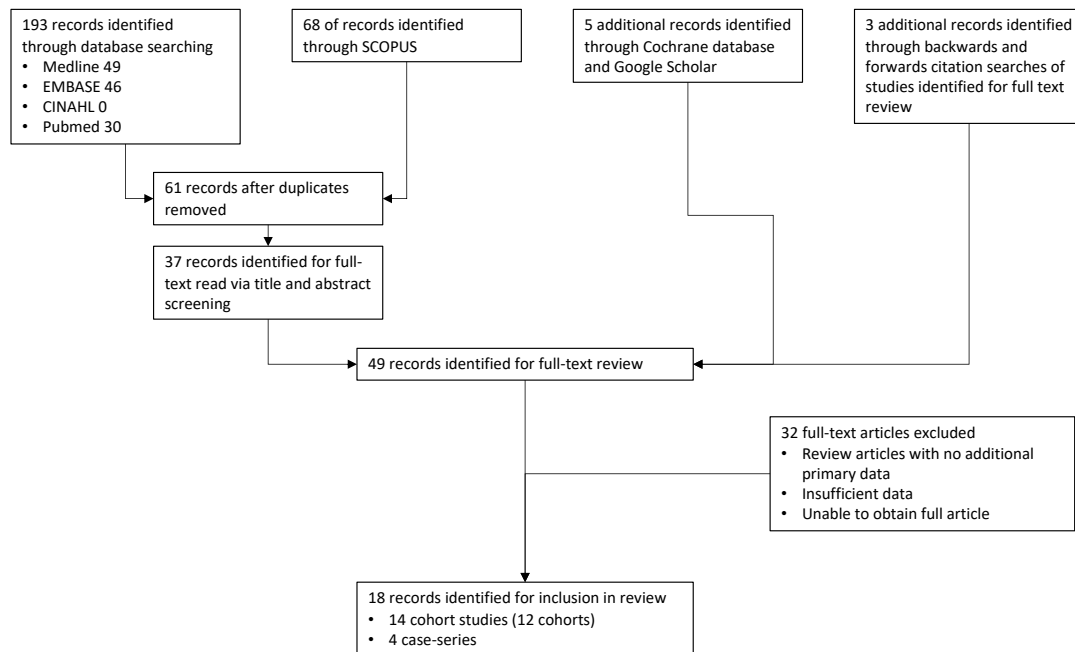 193 records identified
through database searching
• Medline 49
• EMBASE 46
• CINAHL 0
• Pubmed 30
68 of records identified
through SCOPUS
5 additional records identified
through Cochrane database
and Google Scholar
3 additional records identified
through backwards and
forwards citation searches of
studies identified for full text
review
61 records after duplicates
removed
37 records identified for full-
text read via title and abstract
screening
49 records identified for full-text review
32 full-text articles excluded
• Review articles with no additional
primary data
• Insufficient data
• Unable to obtain full article
18 records identified for inclusion in review
• 14 cohort studies (12 cohorts)
• 4 case-series